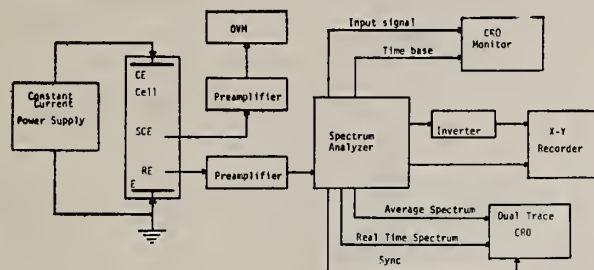 Constant
Current
Power Supply
CE
Cell
SCE
RE
E
DVM
Preamplifier
Preamplifier
Spectrum
Analyzer
Input signal
Time base
CRO
Monitor
Inverter
X-Y
Recorder
Average Spectrum
Real Time Spectrum
Sync
Dual Trace
CRO